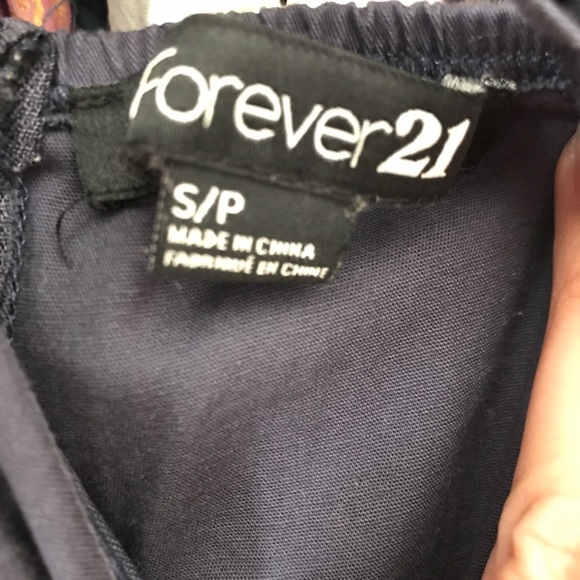 Forever21
S/P
MADE IN CHINA
FABRIQUÉ EN CHINE